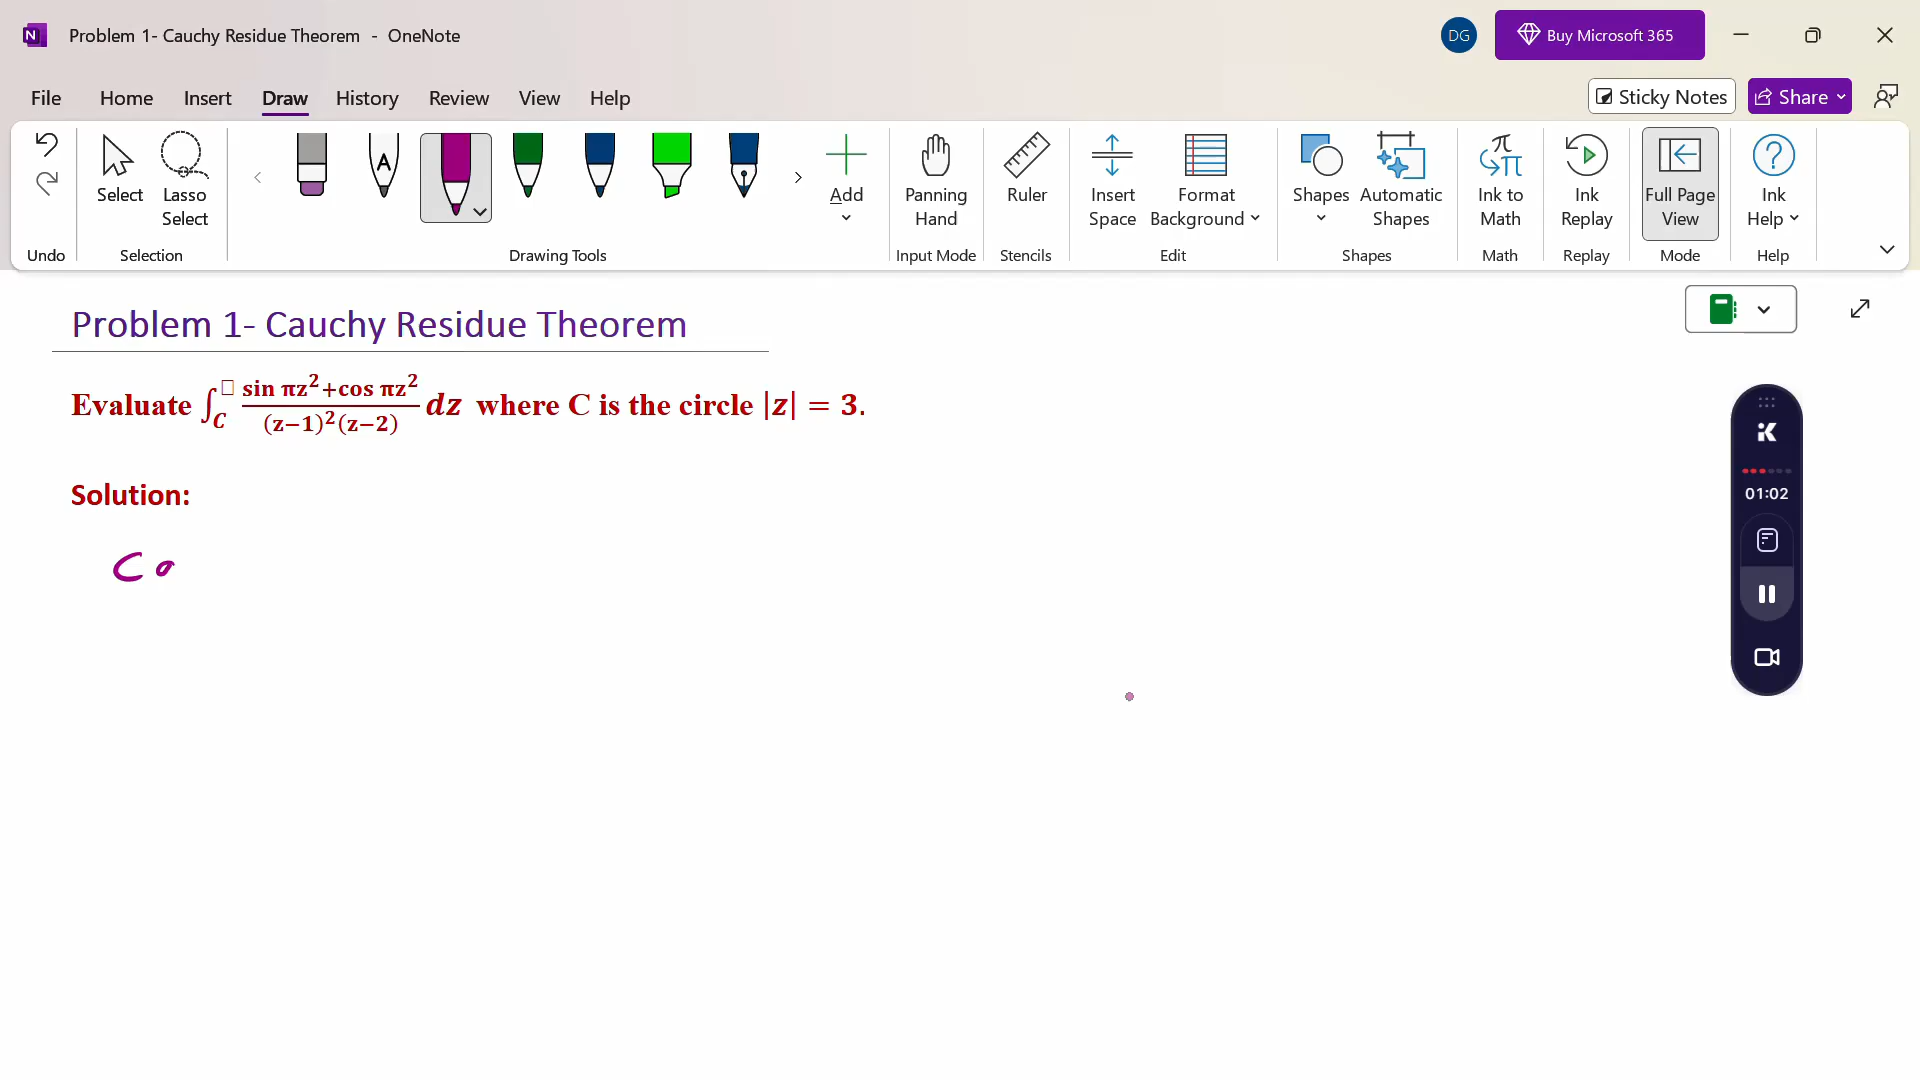 Problem 1- Cauchy Residue Theorem - OneNote
DG
Buy Microsoft 365
File Home Insert Draw History Review View Help
Sticky Notes
Share
Select
Lasso Select
A
Add
Panning Hand
Ruler
Insert Space
Format Background
Shapes
Automatic Shapes
Ink to Math
Ink Replay
Full Page View
Ink Help
Undo Selection Drawing Tools Input Mode Stencils Edit Shapes Math Replay Mode Help
Problem 1- Cauchy Residue Theorem
Evaluate ∫_C^□ (sin πz²+cos πz²)/((z−1)²(z−2)) dz where C is the circle |z| = 3.
Solution:
Ca
01:02